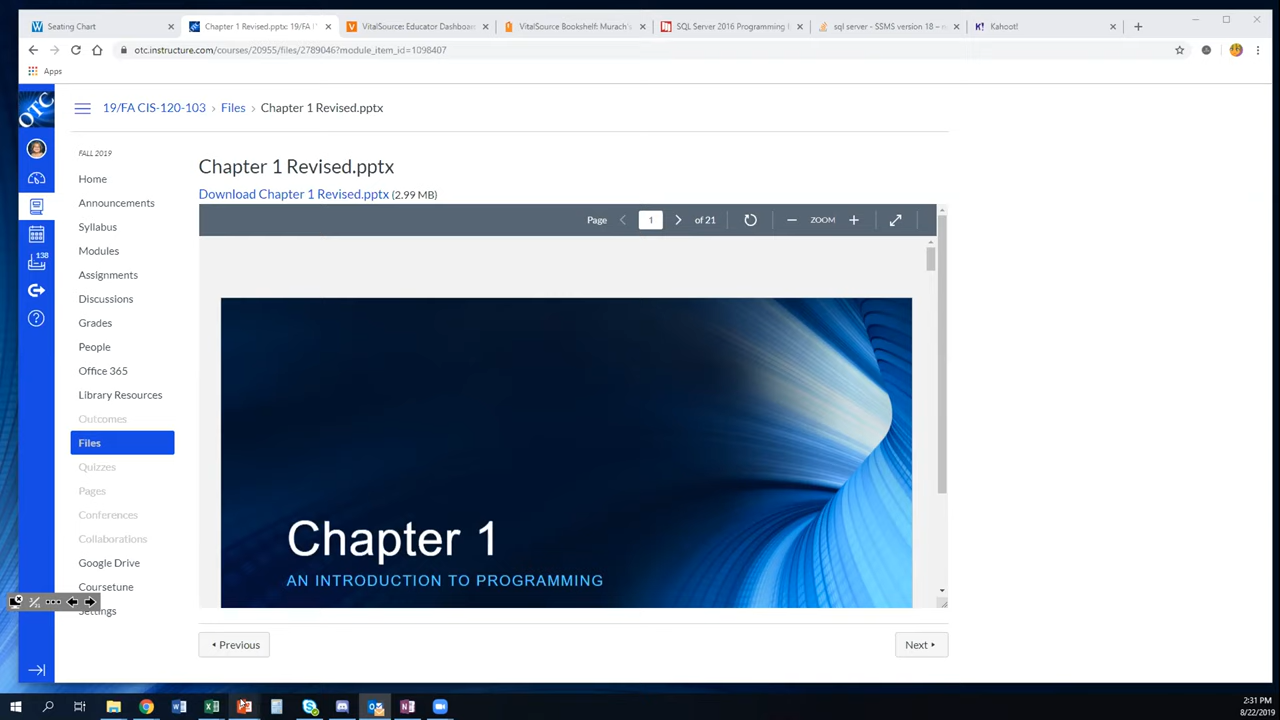 Seating Chart
Chapter 1 Revised.pptx: 19/FA
VitalSource: Educator Dashboa
VitalSource Bookshelf: Murach's
SQL Server 2016 Programming
sql server - SSMS version 18 – n
Kahoot!
otc.instructure.com/courses/20955/files/2789046?module_item_id=1098407
Apps
OTC
19/FA CIS-120-103 › Files › Chapter 1 Revised.pptx
FALL 2019
Home
Announcements
Syllabus
Modules
Assignments
Discussions
Grades
People
Office 365
Library Resources
Outcomes
Files
Quizzes
Pages
Conferences
Collaborations
Google Drive
Coursetune
Settings
138
Chapter 1 Revised.pptx
Download Chapter 1 Revised.pptx (2.99 MB)
Page 1 of 21 ZOOM
Chapter 1
AN INTRODUCTION TO PROGRAMMING
Previous
Next
2:31 PM
8/22/2019